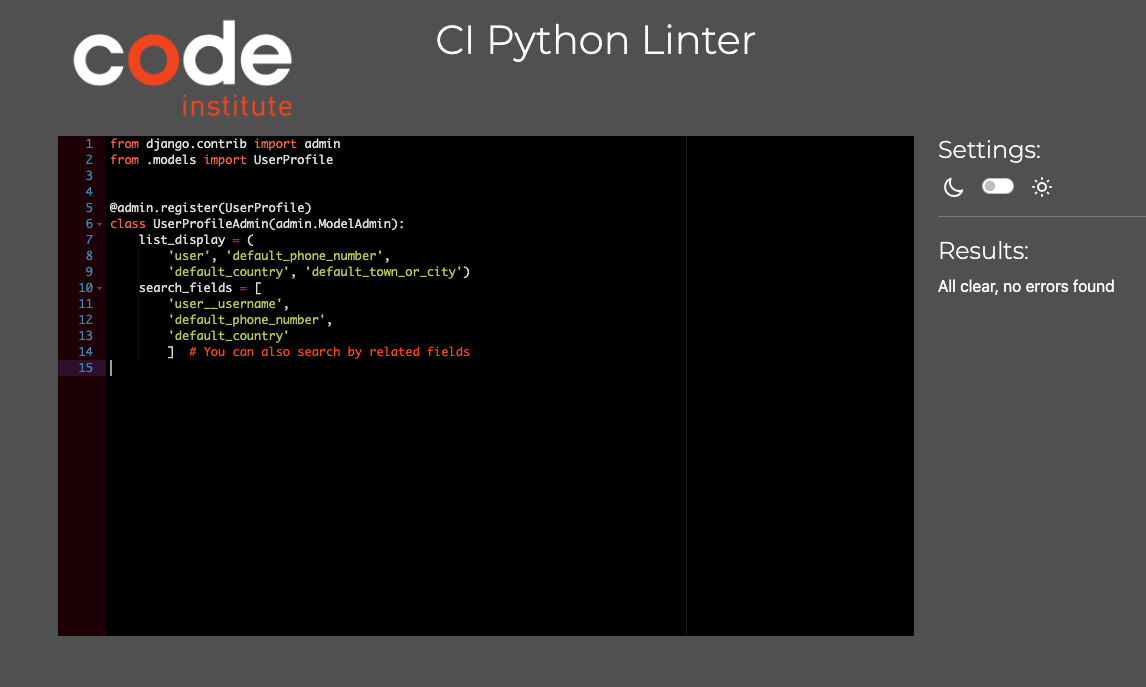 code
institute
CI Python Linter
1 from django.contrib import admin
2 from .models import UserProfile
3
4
5 @admin.register(UserProfile)
6 class UserProfileAdmin(admin.ModelAdmin):
7     list_display = (
8         'user', 'default_phone_number',
9         'default_country', 'default_town_or_city')
10     search_fields = [
11         'user__username',
12         'default_phone_number',
13         'default_country'
14         ]  # You can also search by related fields
15
Settings:
Results:
All clear, no errors found